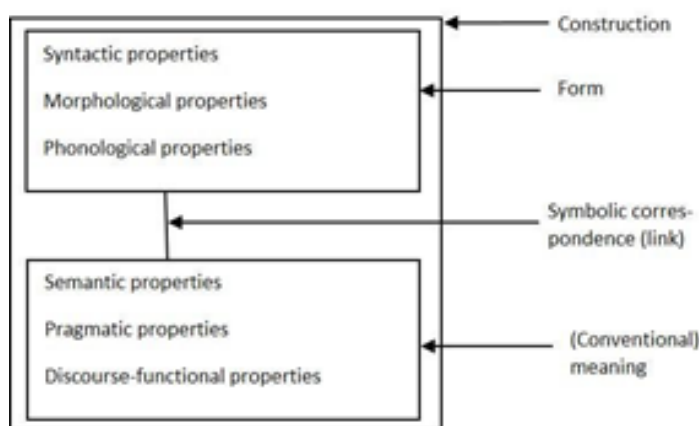 Construction
Syntactic properties
Morphological properties
Phonological properties
Form
Symbolic corres-
pondence (link)
Semantic properties
Pragmatic properties
Discourse-functional properties
(Conventional)
meaning